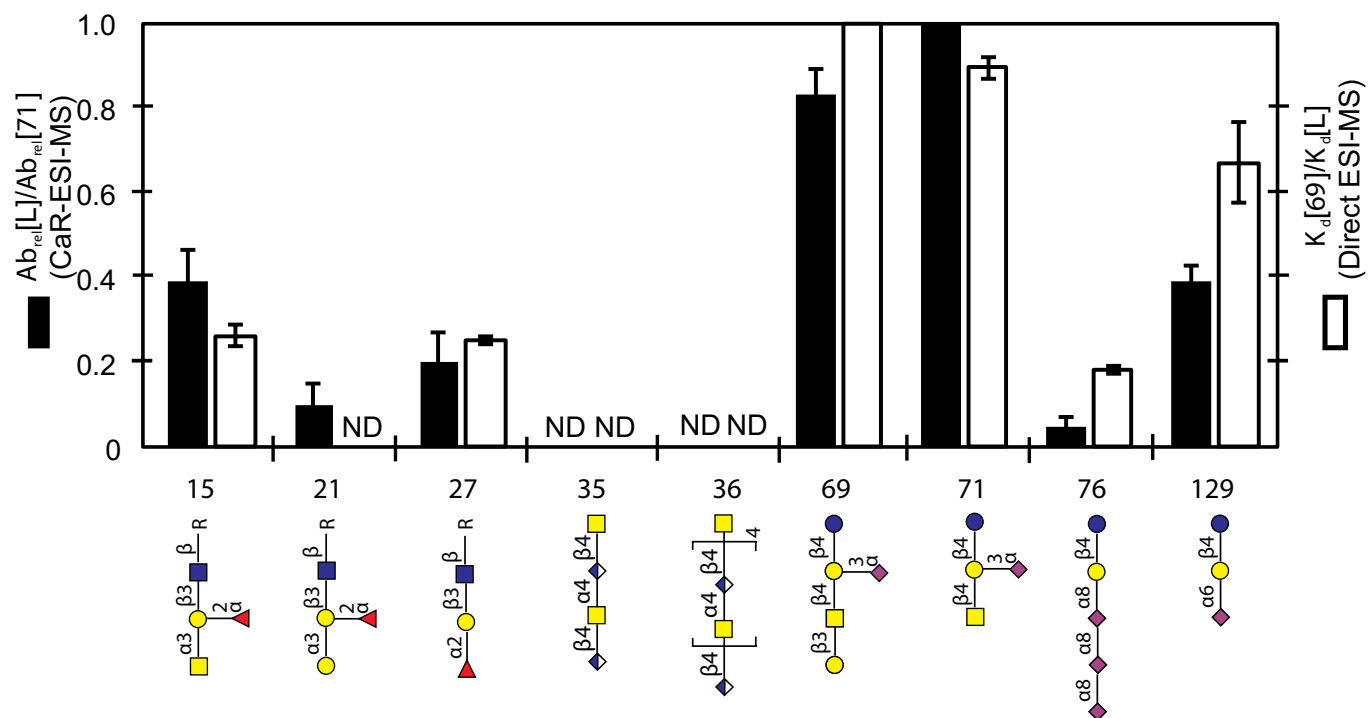 Ab_rel[L]/Ab_rel[71]
(CaR-ESI-MS)
1.0
0.8
0.6
0.4
0.2
0
ND
ND ND
ND ND
K_d[69]/K_d[L]
(Direct ESI-MS)
15 21 27 35 36 69 71 76 129
R
β
β3
2
α
α3
R
β
β3
2
α
α3
R
β
β3
α2
β4
α4
β4
4
β4
α4
β4
β4
3
α
β4
β3
β4
3
α
β4
β4
α8
α8
α8
β4
α6